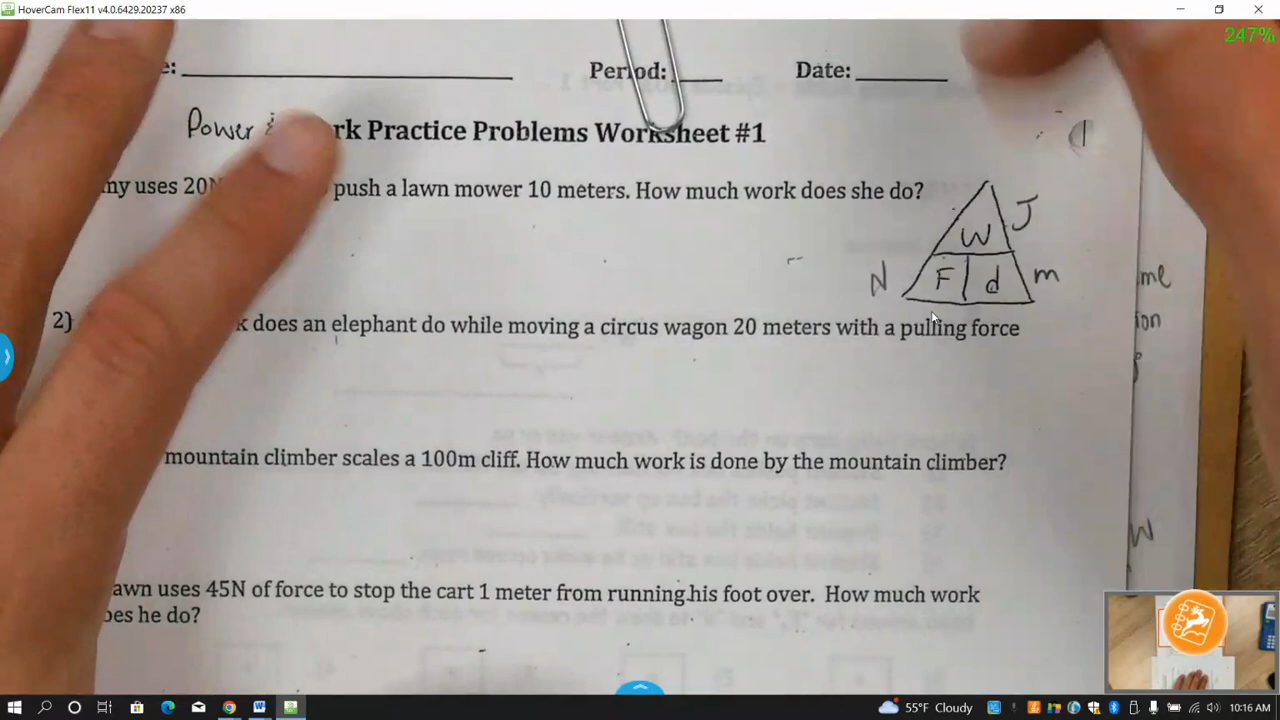 HoverCam Flex11 v4.0.6429.20237 x86
247%
Period: ____ Date: ________
Power & Practice Problems Worksheet #1
uses 20N push a lawn mower 10 meters. How much work does she do?
W J
N F d m
me
2) does an elephant do while moving a circus wagon 20 meters with a pulling force
mountain climber scales a 100m cliff. How much work is done by the mountain climber?
W
uses 45N of force to stop the cart 1 meter from running his foot over. How much work
he do?
55°F Cloudy
10:16 AM